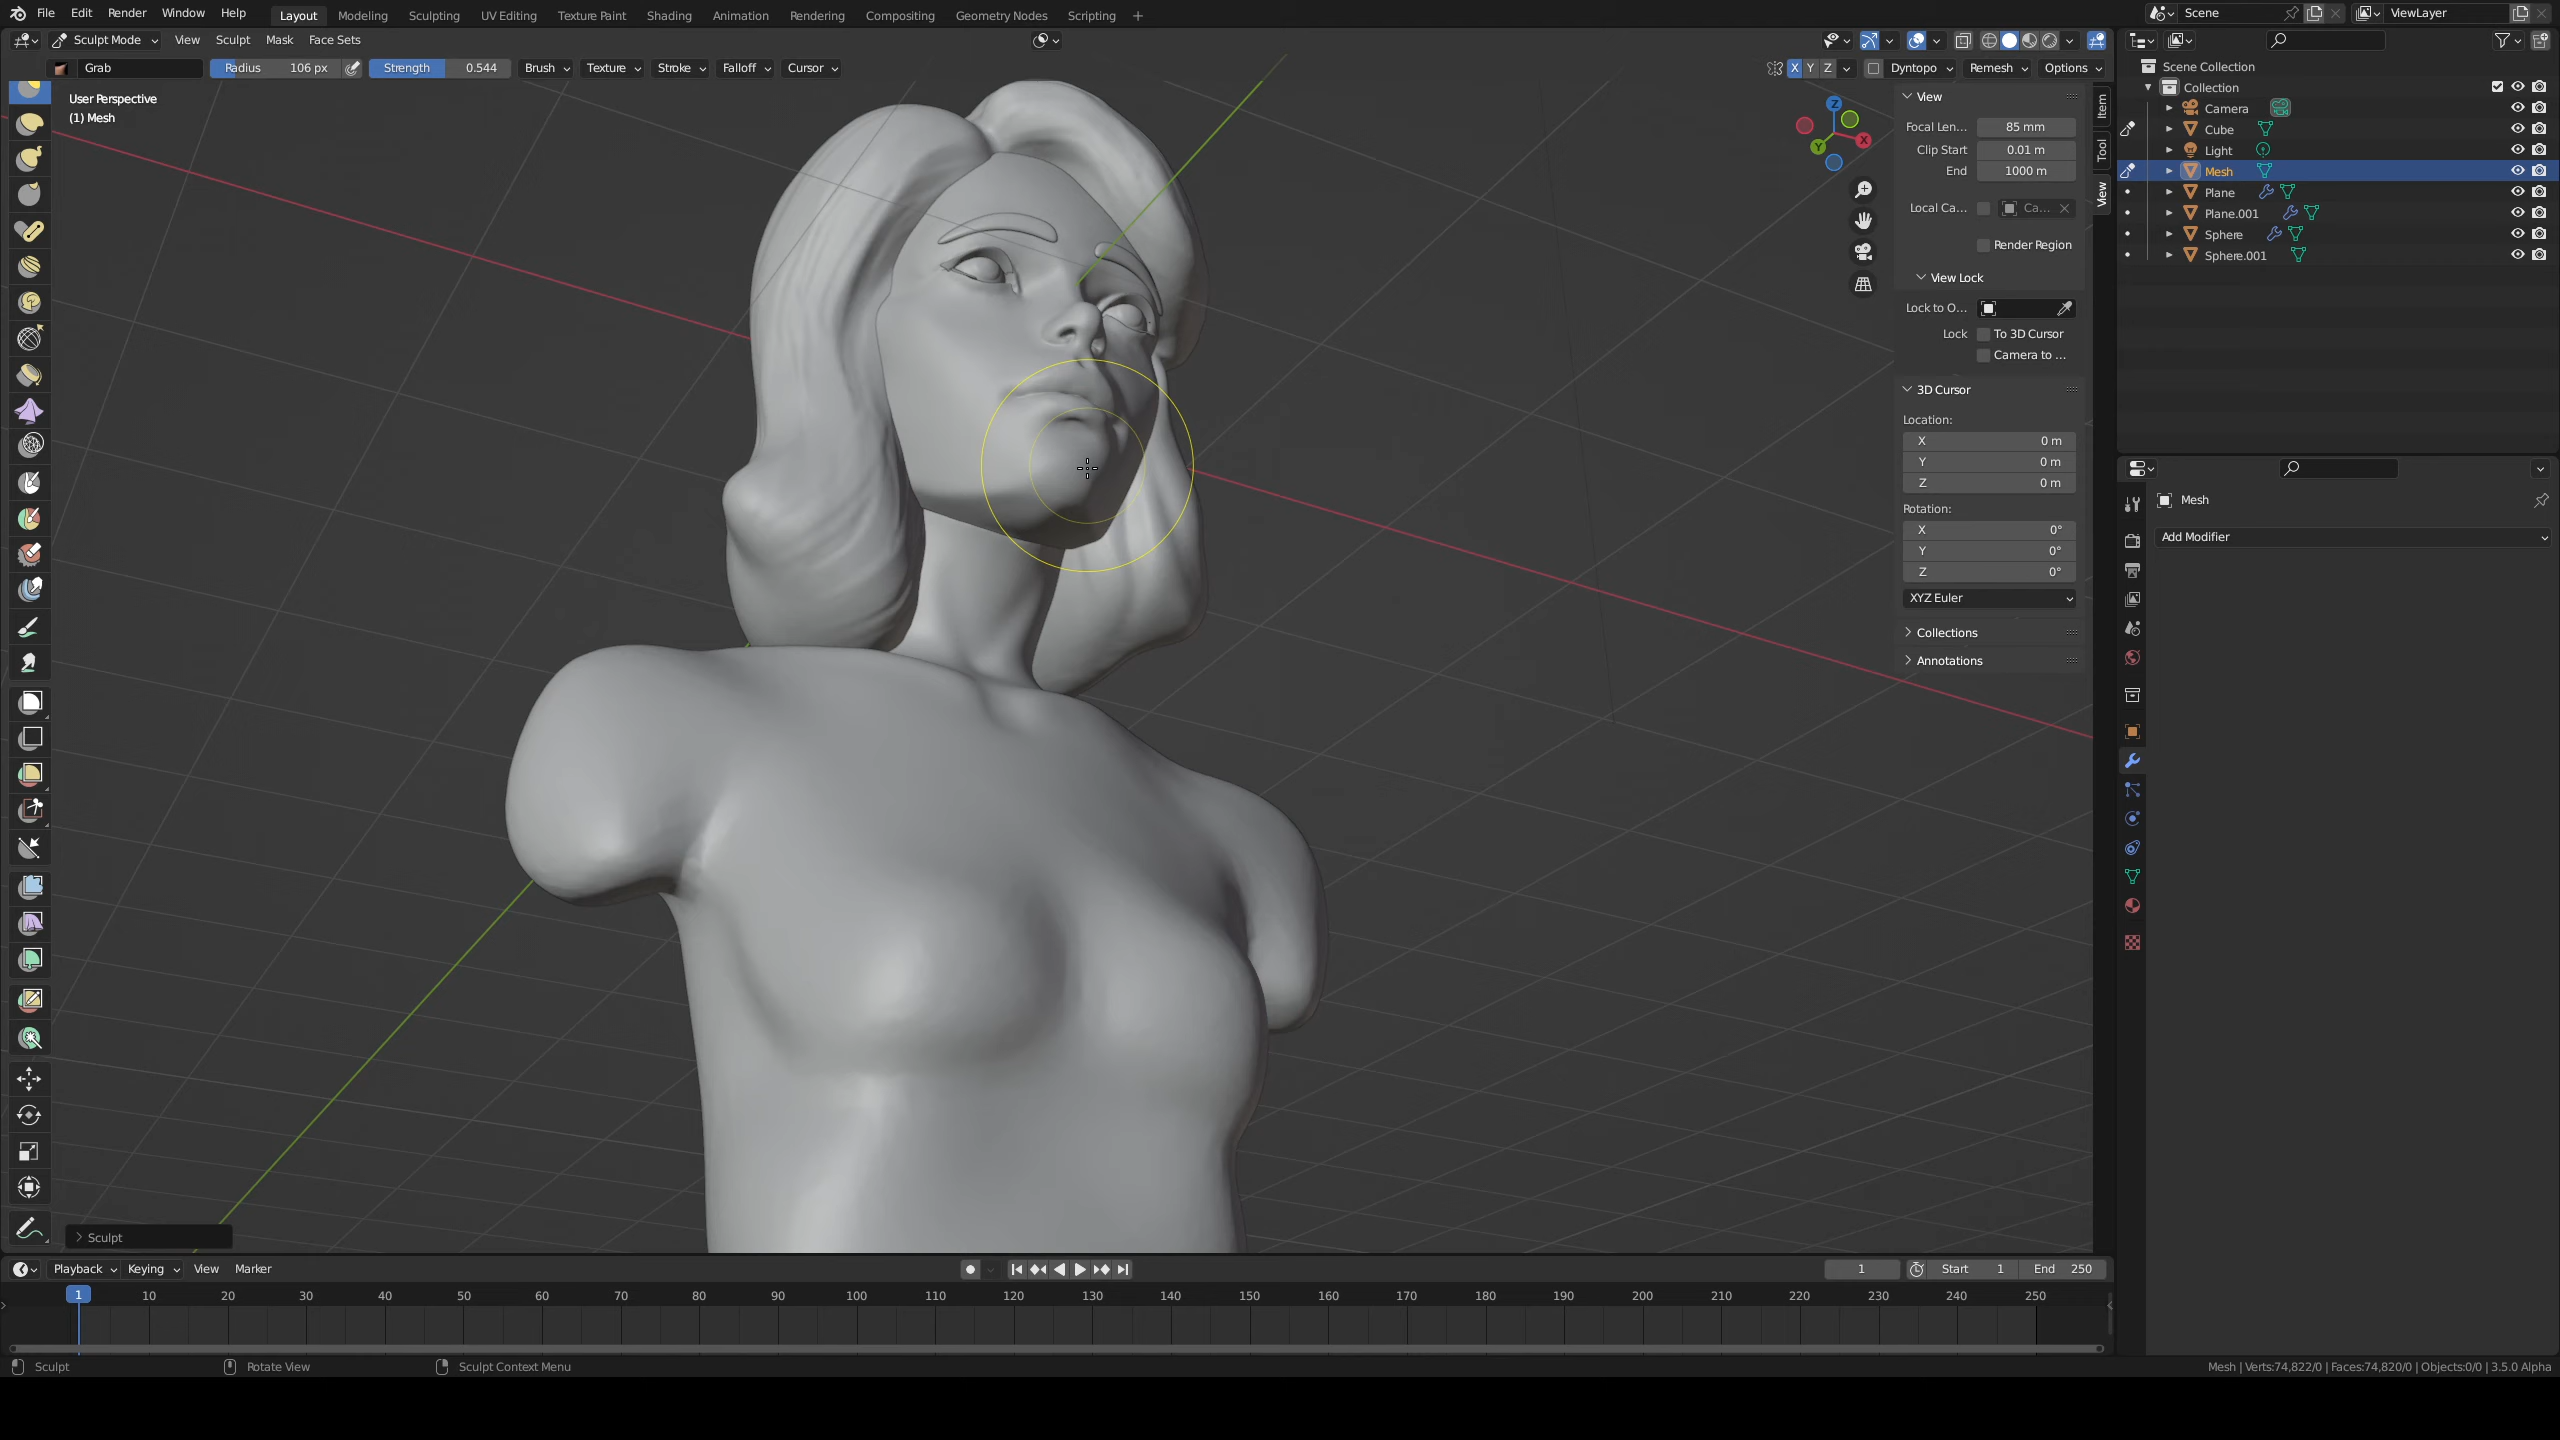 File Edit Render Window Help Layout Modeling Sculpting UV Editing Texture Paint Shading Animation Rendering Compositing Geometry Nodes Scripting + Scene ViewLayer
Sculpt Mode View Sculpt Mask Face Sets
Grab Radius 106 px Strength 0.544 Brush Texture Stroke Falloff Cursor X Y Z Dyntopo Remesh Options
User Perspective
(1) Mesh
Z
X
Y
View
Focal Len... 85 mm
Clip Start 0.01 m
End 1000 m
Local Ca... Ca...
Render Region
View Lock
Lock to O...
Lock To 3D Cursor
Camera to ...
3D Cursor
Location:
X 0 m
Y 0 m
Z 0 m
Rotation:
X 0°
Y 0°
Z 0°
XYZ Euler
Collections
Annotations
Item
Tool
View
Scene Collection
Collection
Camera
Cube
Light
Mesh
Plane
Plane.001
Sphere
Sphere.001
Mesh
Add Modifier
Sculpt
Playback Keying View Marker 1 Start 1 End 250
1 10 20 30 40 50 60 70 80 90 100 110 120 130 140 150 160 170 180 190 200 210 220 230 240 250
Sculpt Rotate View Sculpt Context Menu Mesh | Verts:74,822/0 | Faces:74,820/0 | Objects:0/0 | 3.5.0 Alpha